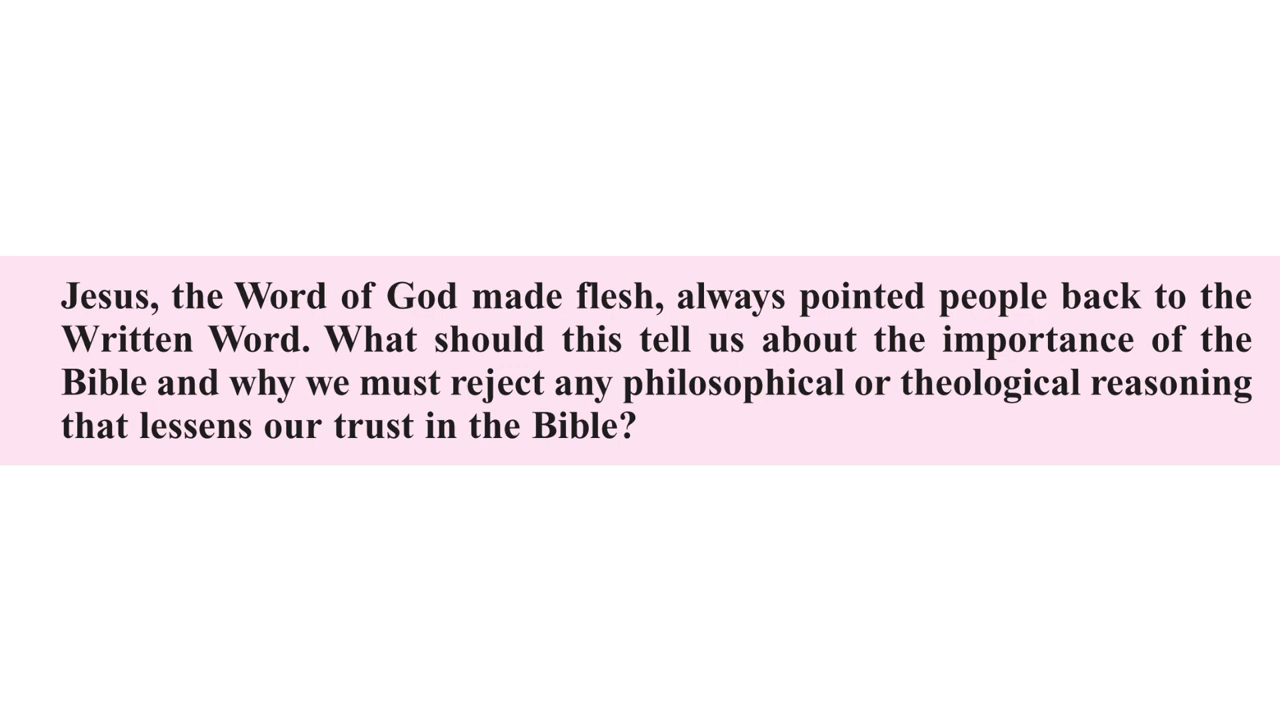 Jesus, the Word of God made flesh, always pointed people back to the
Written Word. What should this tell us about the importance of the
Bible and why we must reject any philosophical or theological reasoning
that lessens our trust in the Bible?